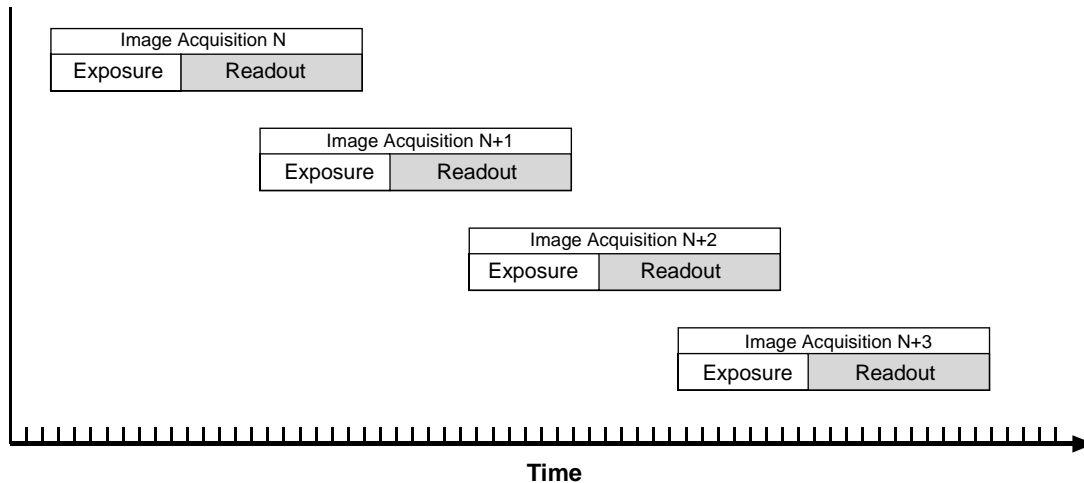 Image Acquisition N
Exposure Readout
Image Acquisition N+1
Exposure Readout
Image Acquisition N+2
Exposure Readout
Image Acquisition N+3
Exposure Readout
Time